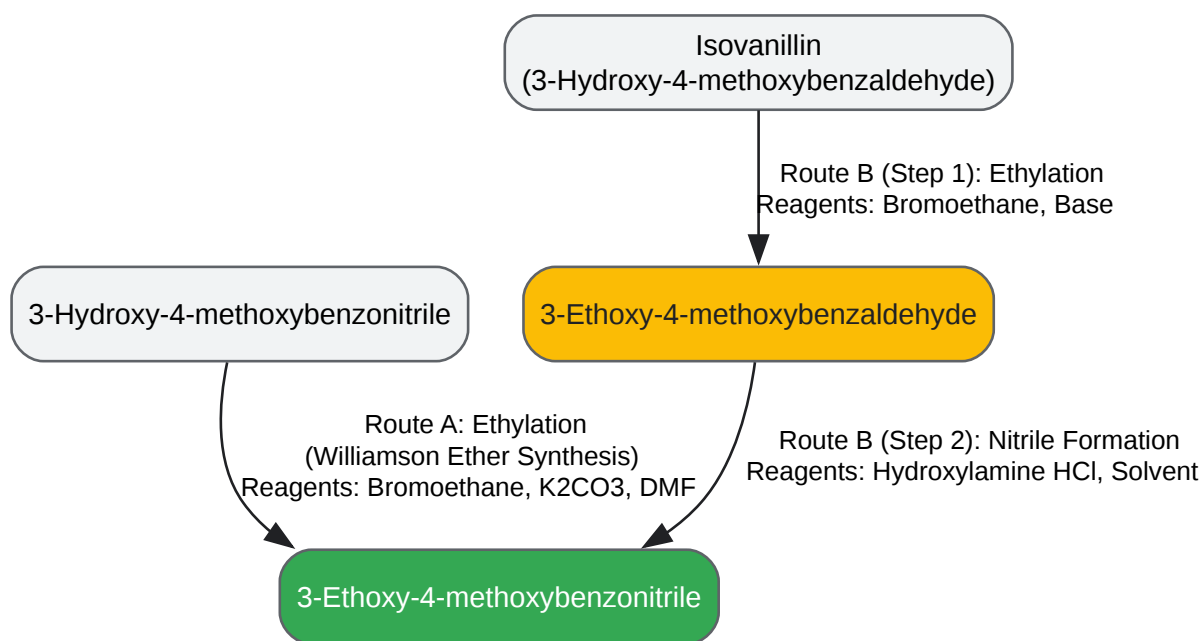 Isovanillin
(3-Hydroxy-4-methoxybenzaldehyde)
Route B (Step 1): Ethylation
Reagents: Bromoethane, Base
3-Hydroxy-4-methoxybenzonitrile
3-Ethoxy-4-methoxybenzaldehyde
Route A: Ethylation
(Williamson Ether Synthesis)
Reagents: Bromoethane, K2CO3, DMF
Route B (Step 2): Nitrile Formation
Reagents: Hydroxylamine HCl, Solvent
3-Ethoxy-4-methoxybenzonitrile